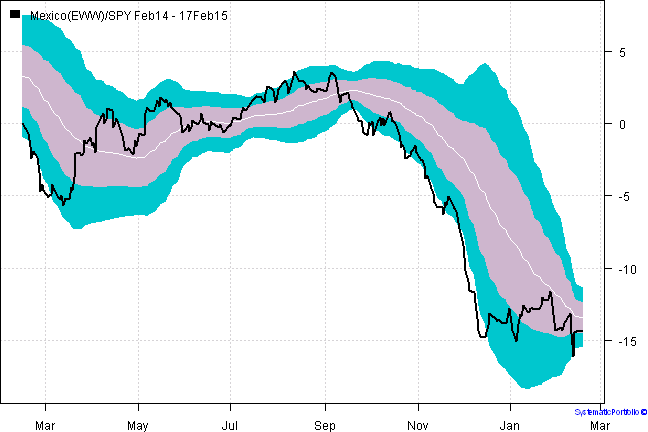 Mexico(EWW)/SPY Feb14 - 17Feb15
5
0
-5
-10
-15
Mar May Jul Sep Nov Jan Mar
SystematicPortfolio ©